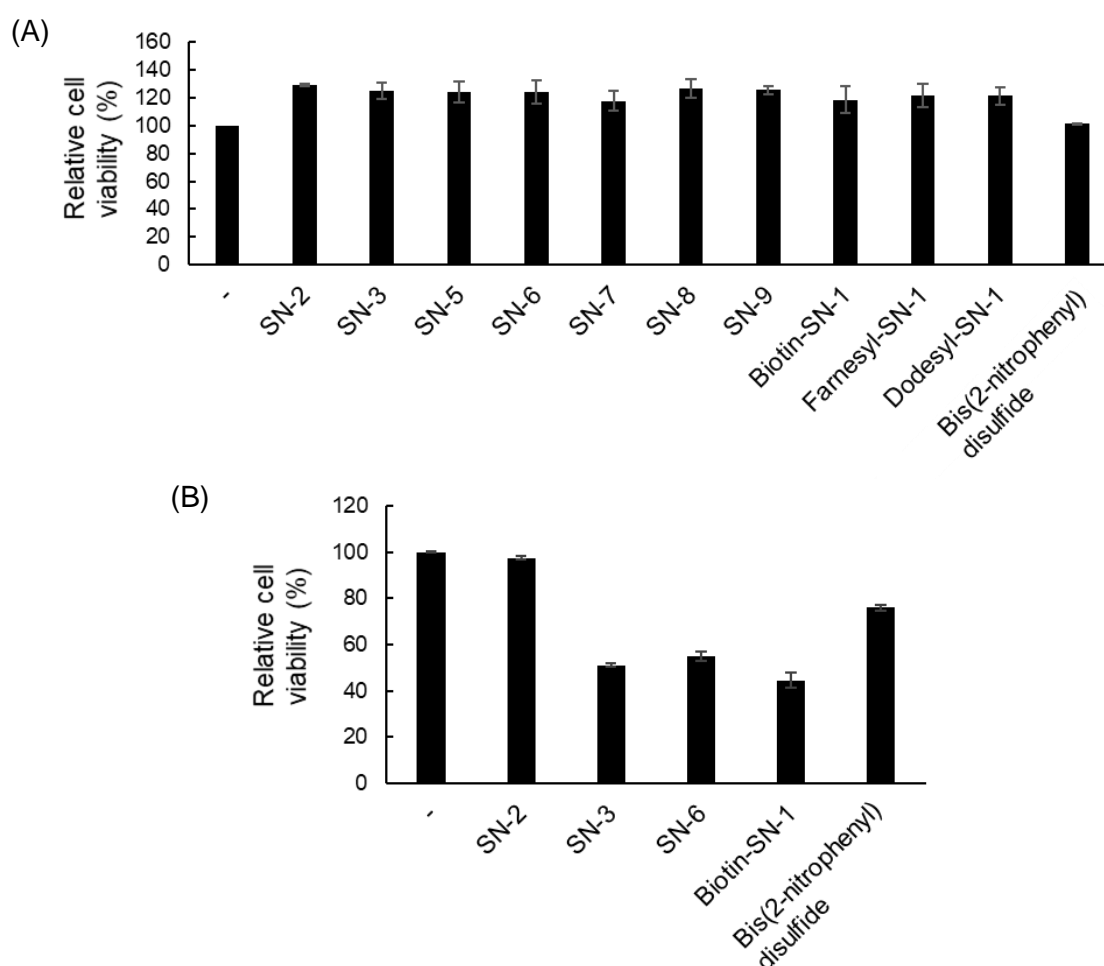 (A)
Relative cell
viability (%)
160
140
120
100
80
60
40
20
0
-
SN-2
SN-3
SN-5
SN-6
SN-7
SN-8
SN-9
Biotin-SN-1
Farnesyl-SN-1
Dodesyl-SN-1
Bis(2-nitrophenyl)
disulfide
(B)
Relative cell
viability (%)
120
100
80
60
40
20
0
-
SN-2
SN-3
SN-6
Biotin-SN-1
Bis(2-nitrophenyl)
disulfide